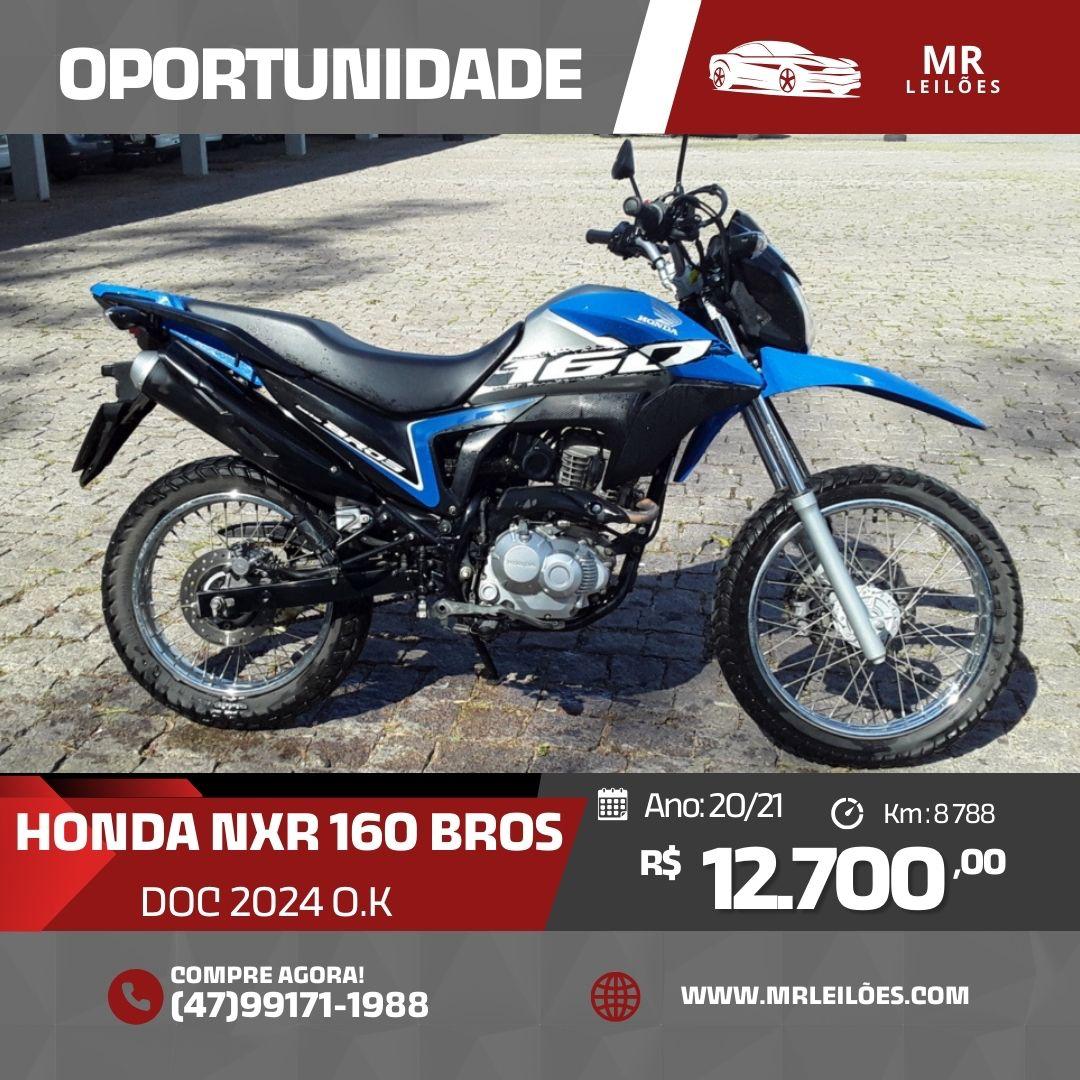 OPORTUNIDADE
MR
LEILÕES
HONDA
160
BROS
HONDA
HONDA NXR 160 BROS
DOC 2024 O.K
Ano: 20/21
Km: 8788
R$ 12.700,00
COMPRE AGORA!
(47)99171-1988
WWW.MRLEILÕES.COM